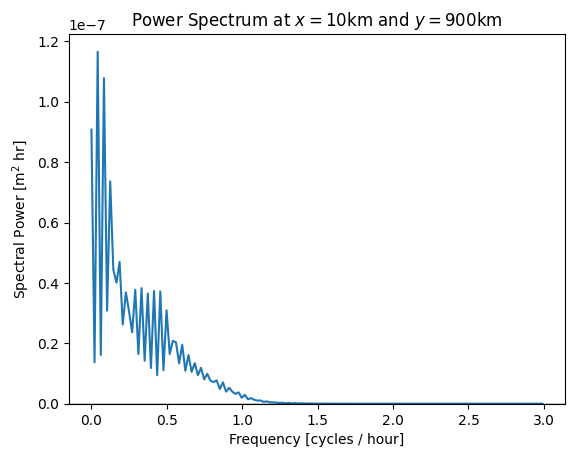 Power Spectrum at x = 10km and y = 900km
1e−7
1.2
1.0
0.8
0.6
0.4
0.2
0.0
Spectral Power [m² hr]
0.0 0.5 1.0 1.5 2.0 2.5 3.0
Frequency [cycles / hour]